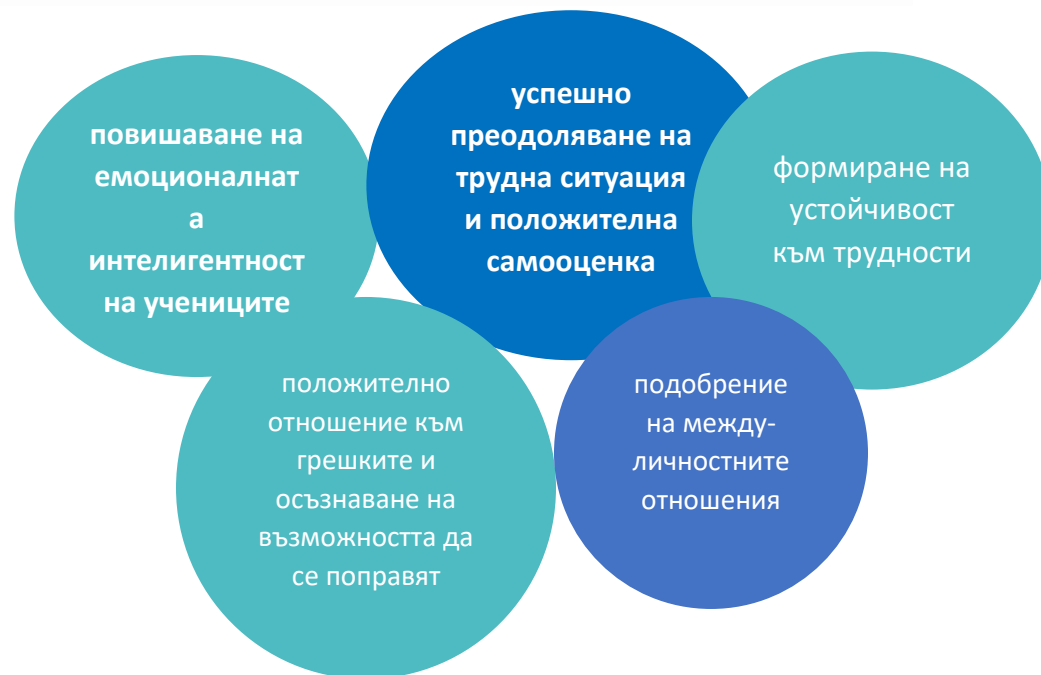 повишаване на
емоционалнат
а
интелигентност
на учениците
успешно
преодоляване на
трудна ситуация
и положителна
самооценка
формиране на
устойчивост
към трудности
положително
отношение към
грешките и
осъзнаване на
възможността да
се поправят
подобрение
на между-
личностните
отношения